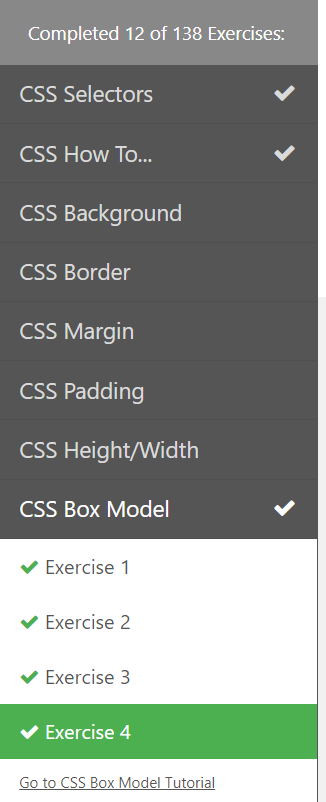 Completed 12 of 138 Exercises:
CSS Selectors
CSS How To...
CSS Background
CSS Border
CSS Margin
CSS Padding
CSS Height/Width
CSS Box Model
Exercise 1
Exercise 2
Exercise 3
Exercise 4
Go to CSS Box Model Tutorial